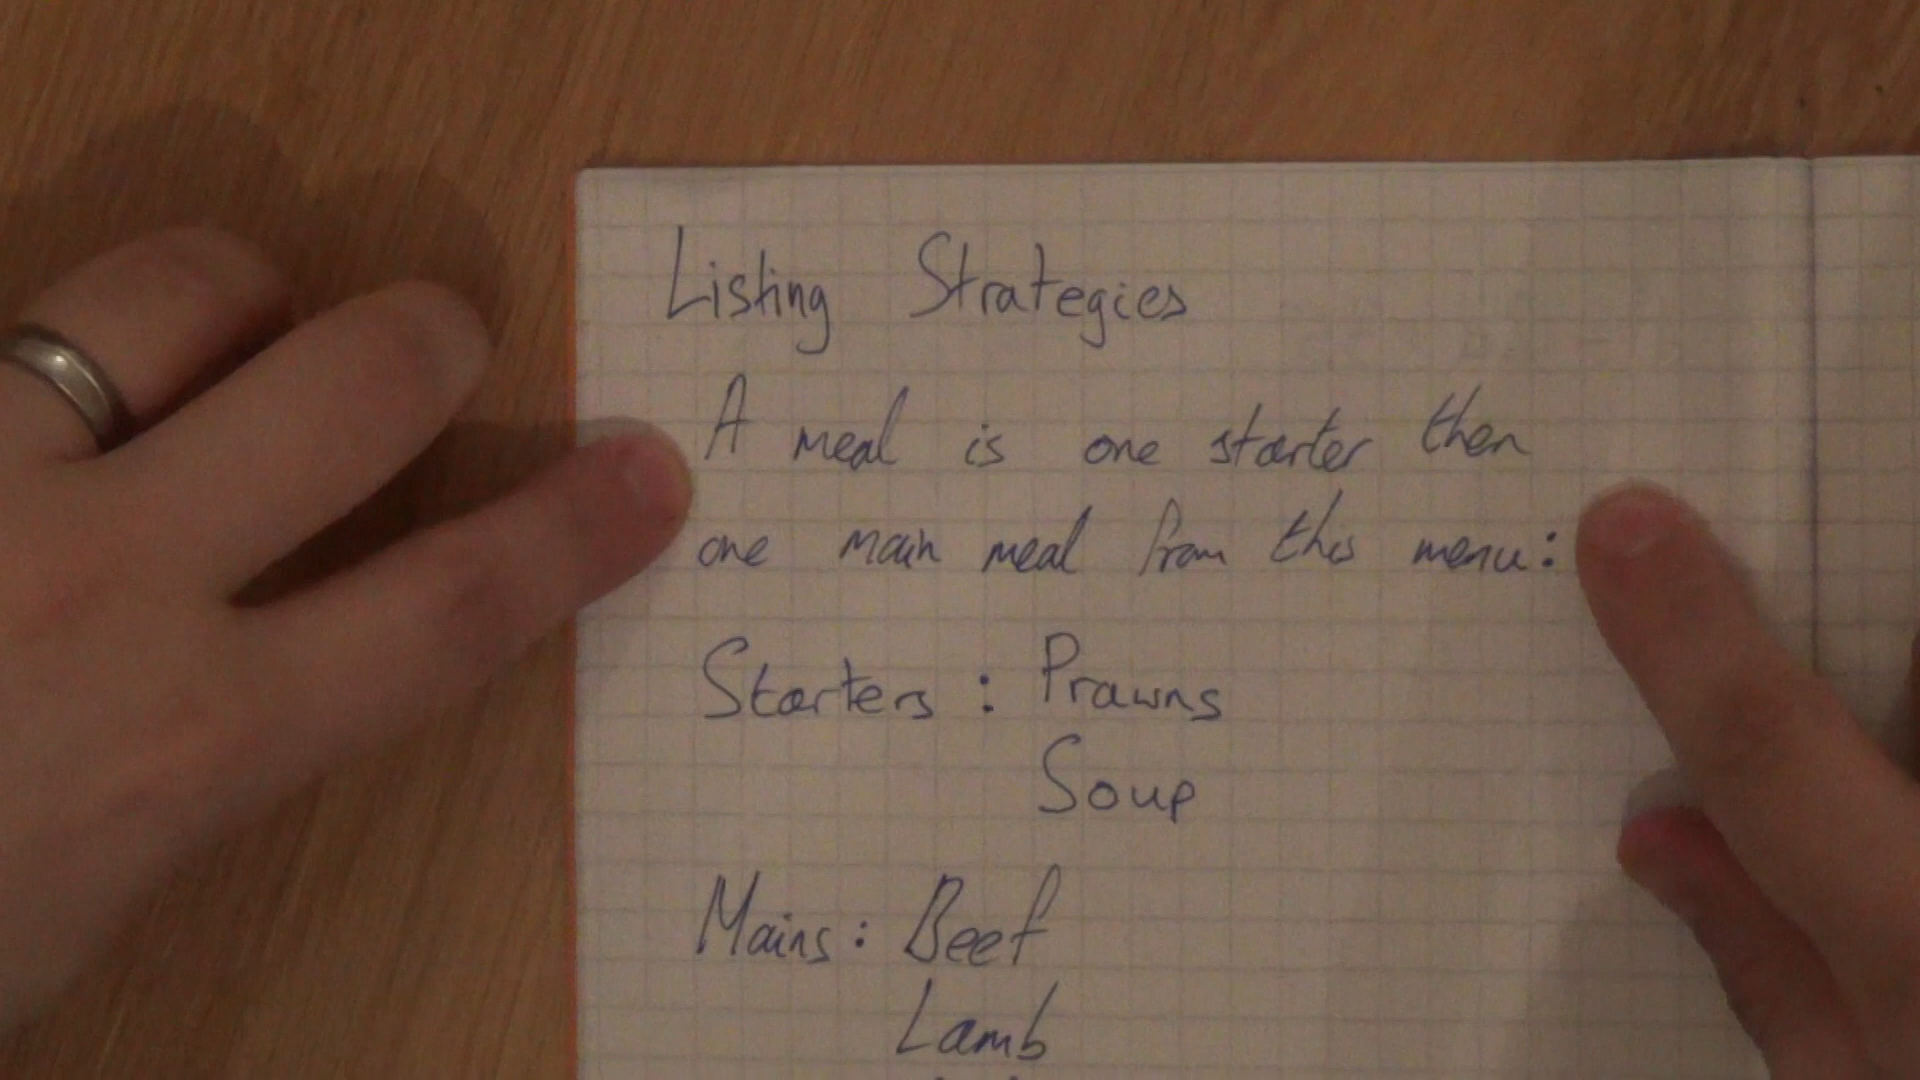 Listing Strategies
A meal is one starter then
one main meal from this menu:
Starters: Prawns
Soup
Mains: Beef
Lamb